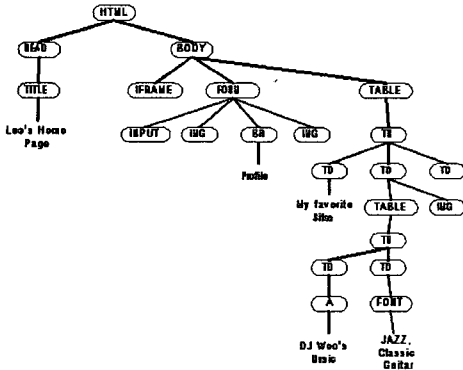 HTML
HEAD
BODY
TITLE
IFRAME
FORM
TABLE
Leo's Home
Page
INPUT
IMG
BR
IMG
TR
Profile
TD
TD
TD
My favorite
Sites
TABLE
IMG
TR
TD
TD
A
FONT
DJ Woo's
Music
JAZZ,
Classic
Guitar